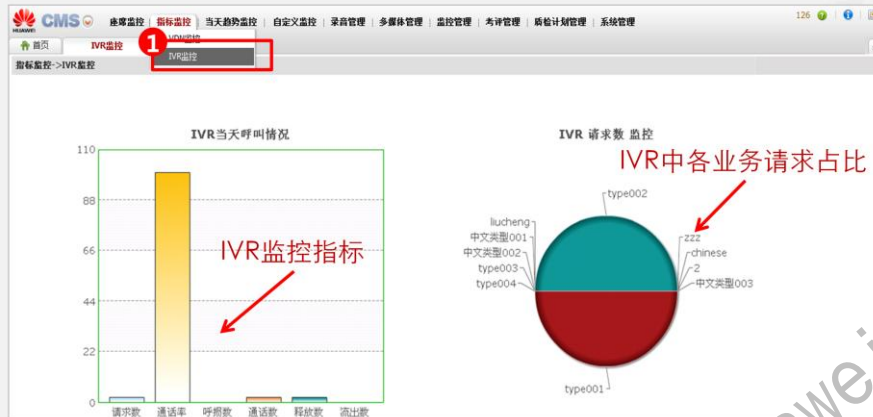 HUAWEI CMS 座席监控 | 指标监控 | 当天趋势监控 | 自定义监控 | 录音管理 | 多媒体管理 | 监控管理 | 考评管理 | 质检计划管理 | 系统管理 126
首页 IVR监控 1 VDN监控
IVR监控
指标监控->IVR监控
IVR当天呼叫情况
110
88
66
44
22
0
请求数 通话率 呼损数 通话数 释放数 流出数
IVR监控指标
IVR 请求数 监控
IVR中各业务请求占比
type002
liucheng
中文类型001
中文类型002
type003
type004
zzz
chinese
2
中文类型003
type001